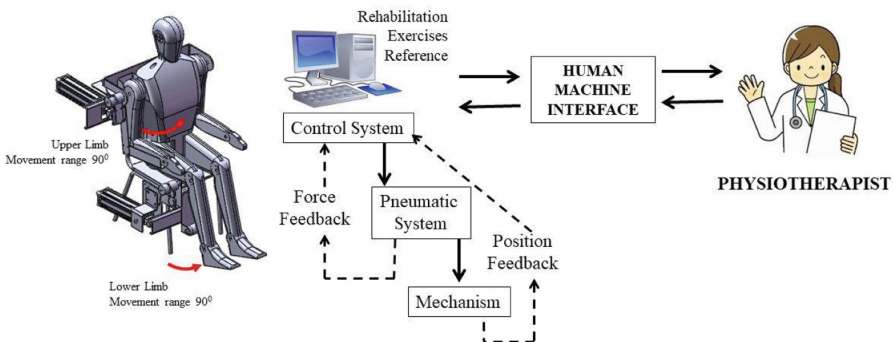 Rehabilitation
Exercises
Reference
HUMAN
MACHINE
INTERFACE
PHYSIOTHERAPIST
Control System
Upper Limb
Movement range 90⁰
Force
Feedback
Pneumatic
System
Position
Feedback
Mechanism
Lower Limb
Movement range 90⁰